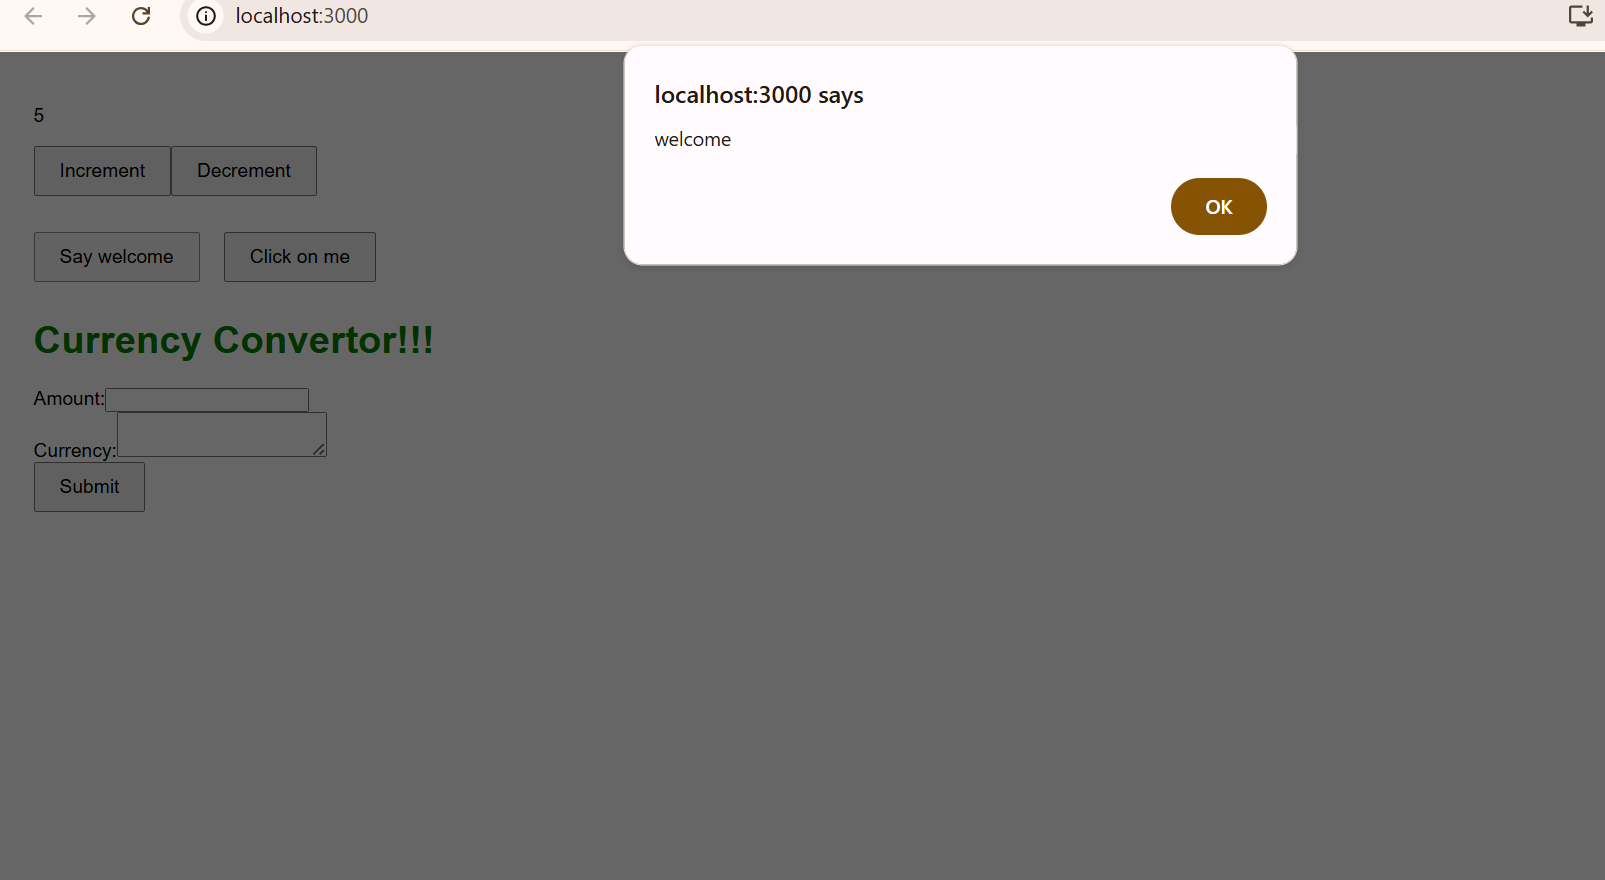 localhost:3000
localhost:3000 says
welcome
OK
5
Increment Decrement
Say welcome Click on me
Currency Convertor!!!
Amount:
Currency:
Submit